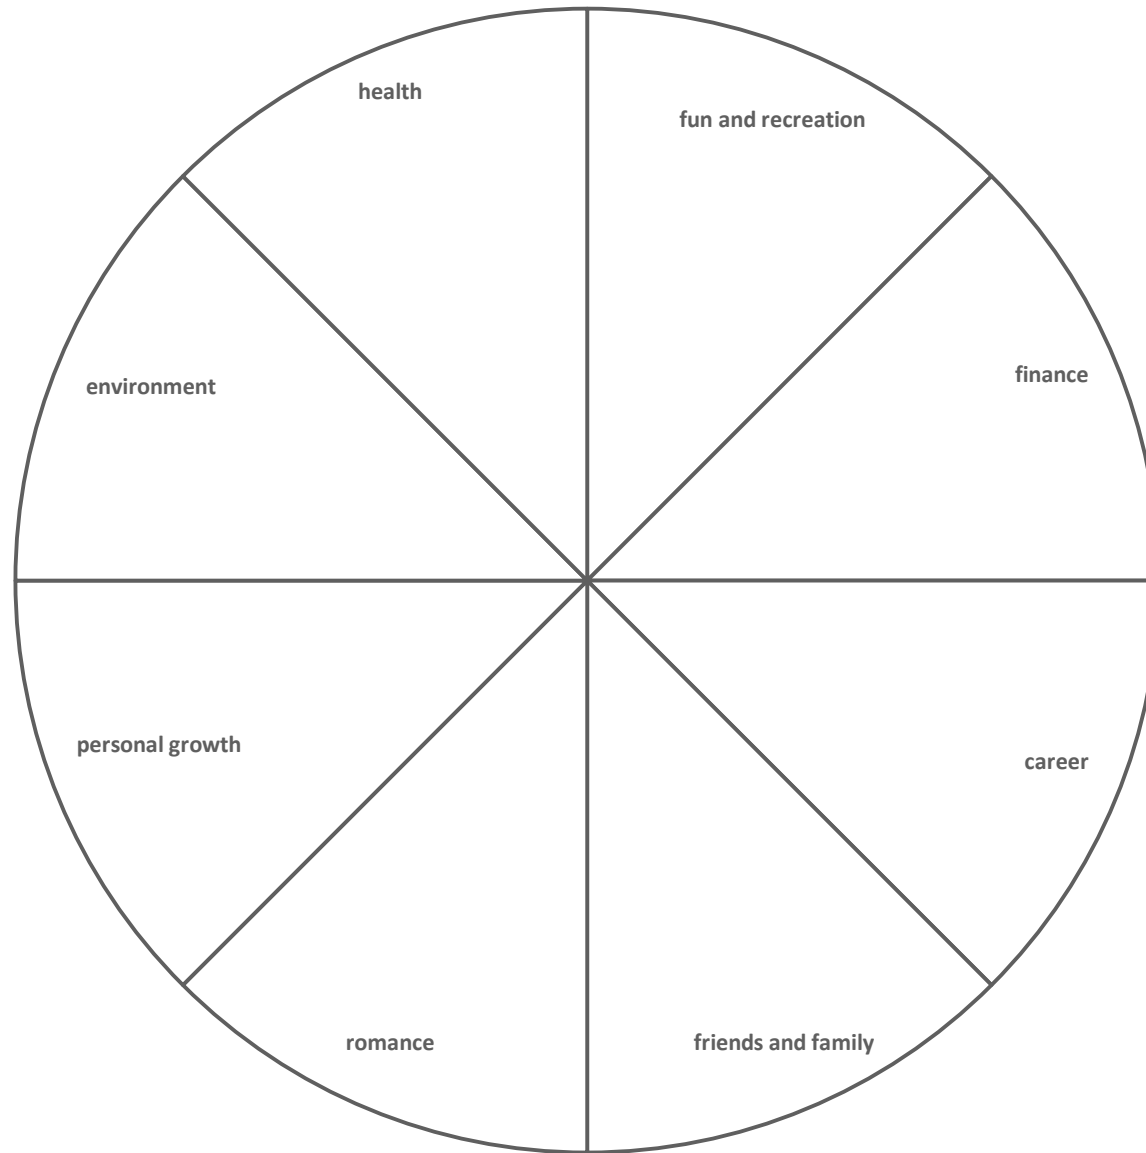 health
fun and recreation
environment
finance
personal growth
career
romance
friends and family